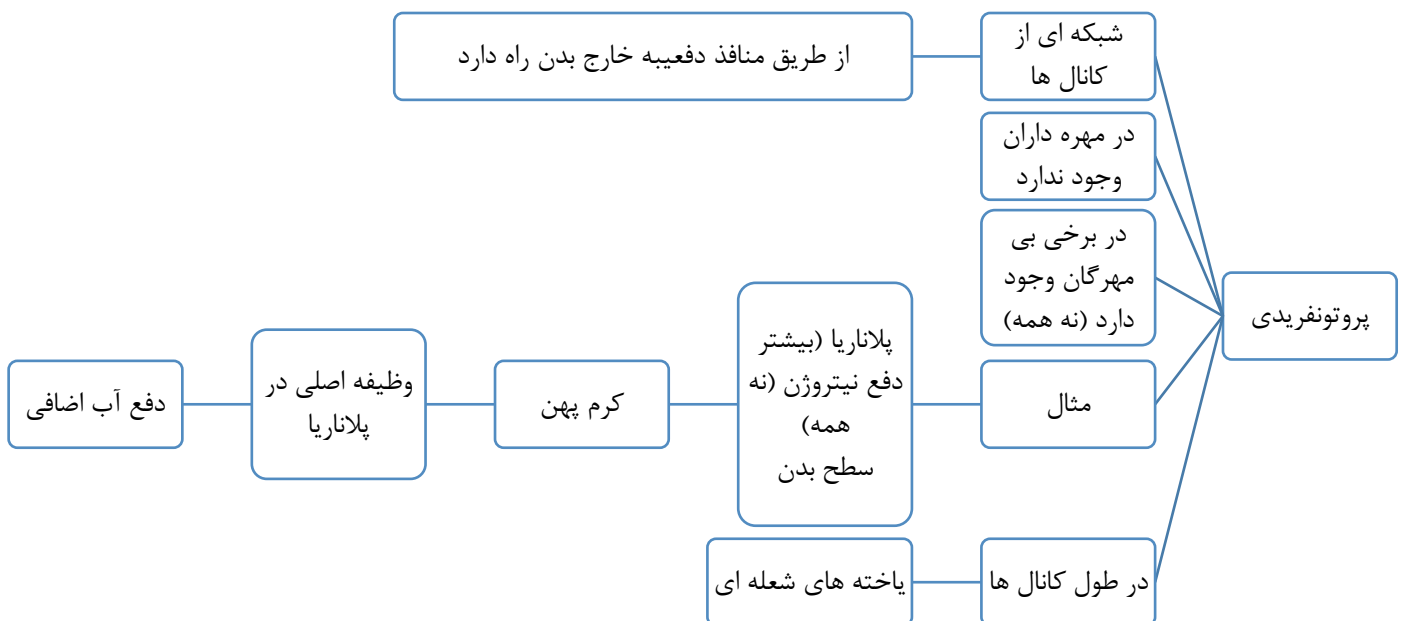 پروتونفریدی
شبکه ای از
کانال ها
از طریق منافذ دفعیبه خارج بدن راه دارد
در مهره داران
وجود ندارد
در برخی بی
مهرگان وجود
دارد (نه همه)
مثال
پلاناریا (بیشتر
دفع نیتروژن (نه
همه)
سطح بدن
کرم پهن
وظیفه اصلی در
پلاناریا
دفع آب اضافی
در طول کانال ها
یاخته های شعله ای